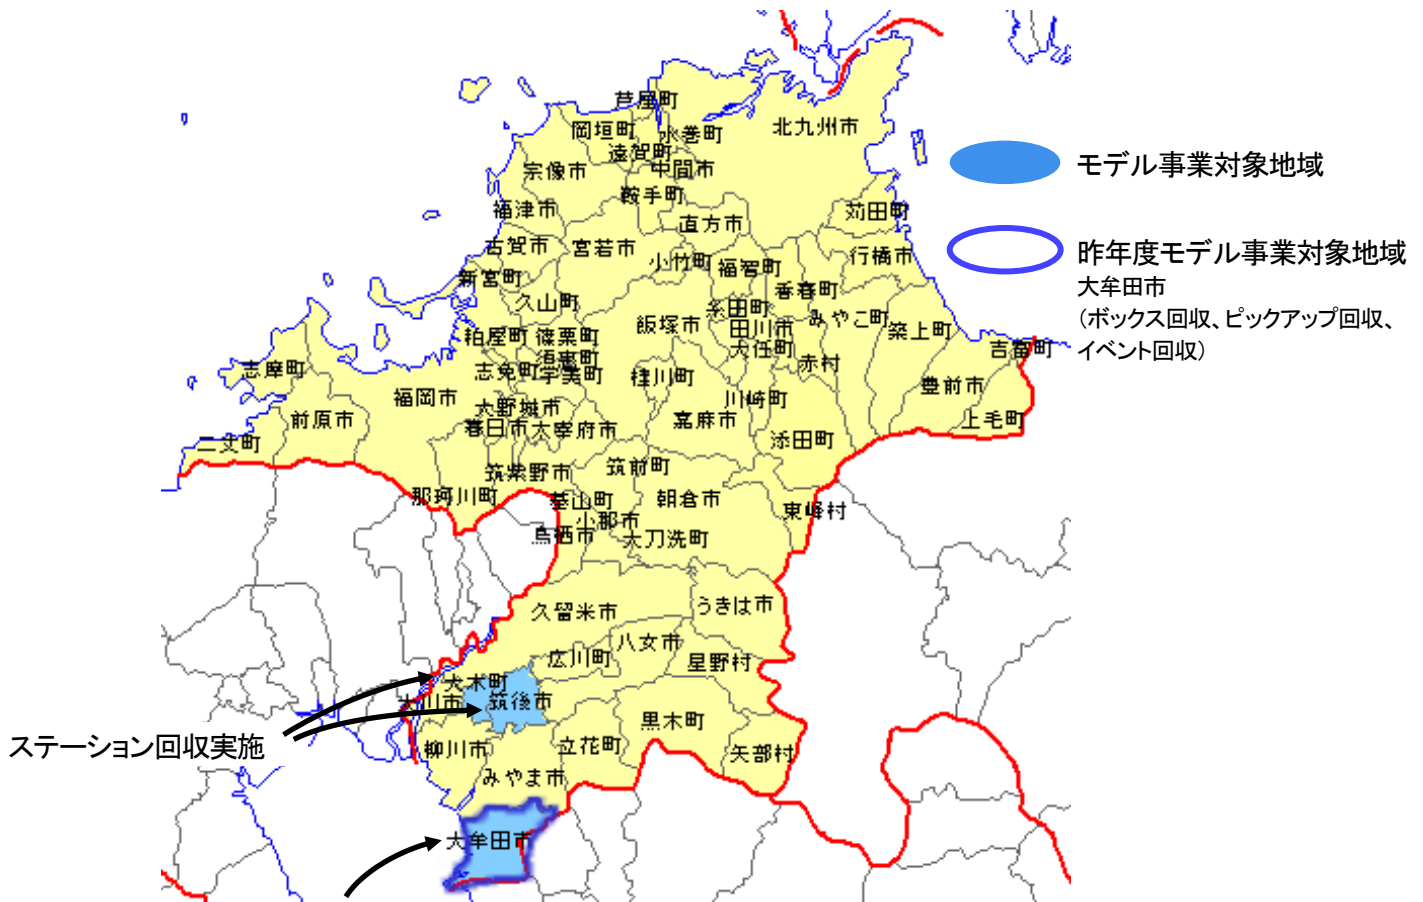 芦屋町
岡垣町
水巻町
北九州市
遠賀町
中間市
宗像市
鞍手町
福津市
直方市
苅田町
古賀市
宮若市
小竹町
福智町
行橋市
新宮町
香春町
久山町
糸田町
みやこ町
飯塚市
田川市
築上町
粕屋町
篠栗町
大任町
吉富町
須恵町
赤村
志摩町
志免町
宇美町
桂川町
豊前市
福岡市
川崎町
大野城市
前原市
嘉麻市
上毛町
春日市
太宰府市
添田町
二丈町
筑紫野市
筑前町
那珂川町
基山町
朝倉市
東峰村
小郡市
鳥栖市
大刀洗町
久留米市
うきは市
八女市
広川町
星野村
大木町
大川市
筑後市
黒木町
柳川市
立花町
矢部村
みやま市
大牟田市
モデル事業対象地域
昨年度モデル事業対象地域
大牟田市
（ボックス回収、ピックアップ回収、
イベント回収）
ステーション回収実施